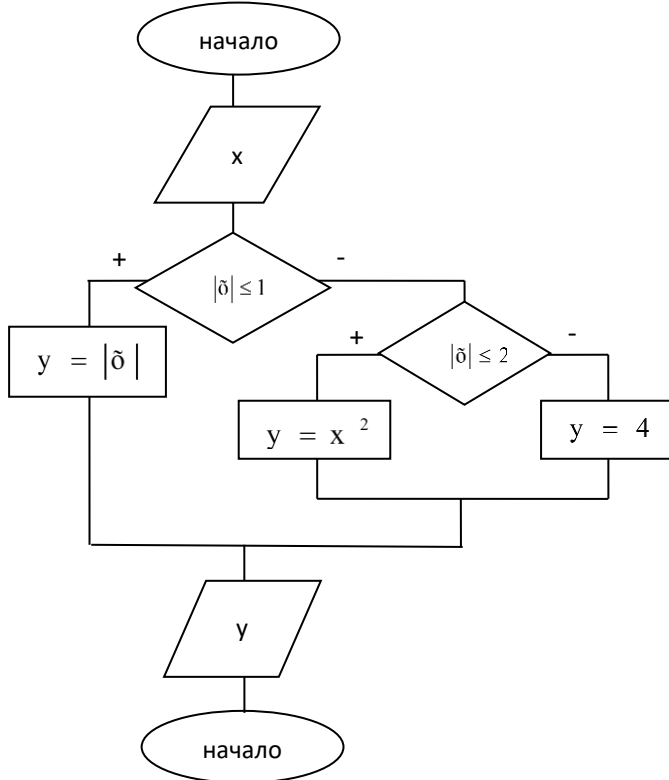 начало
x
+
-
|õ| ≤ 1
y = |õ|
+
-
|õ| ≤ 2
y = x ²
y = 4
y
начало